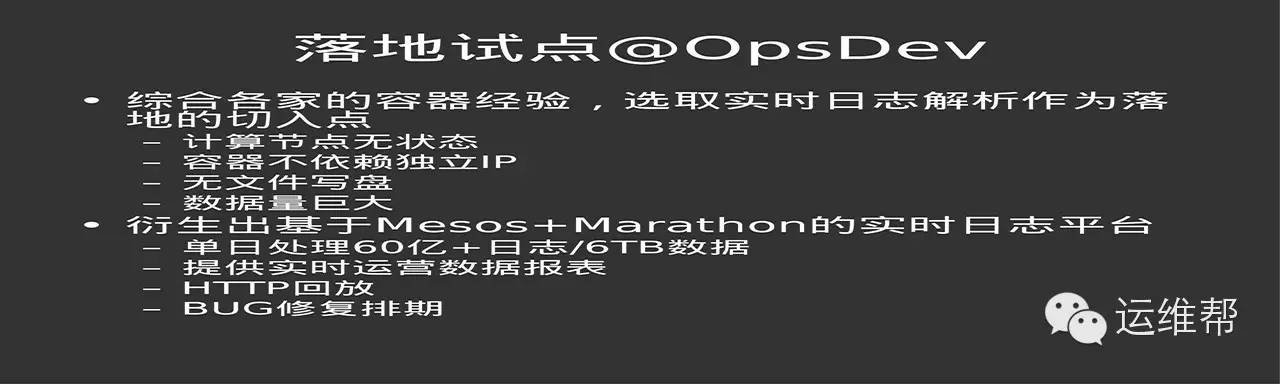 落地试点@OpsDev
• 综合各家的容器经验，选取实时日志解析作为落
地的切入点
– 计算节点无状态
– 容器不依赖独立IP
– 无文件写盘
– 数据量巨大
• 衍生出基于Mesos+Marathon的实时日志平台
– 单日处理60亿+日志/6TB数据
– 提供实时运营数据报表
– HTTP回放
– BUG修复排期
运维帮